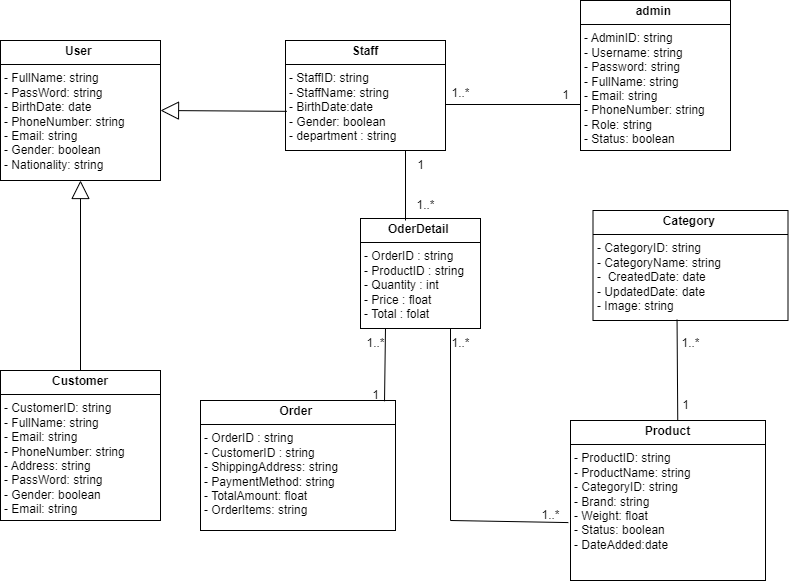 User
- FullName: string
- PassWord: string
- BirthDate: date
- PhoneNumber: string
- Email: string
- Gender: boolean
- Nationality: string
Staff
- StaffID: string
- StaffName: string
- BirthDate:date
- Gender: boolean
- department : string
1..*
1
admin
- AdminID: string
- Username: string
- Password: string
- FullName: string
- Email: string
- PhoneNumber: string
- Role: string
- Status: boolean
1
1..*
OderDetail
- OrderID : string
- ProductID : string
- Quantity : int
- Price : float
- Total : folat
1..*
1..*
Category
- CategoryID: string
- CategoryName: string
- CreatedDate: date
- UpdatedDate: date
- Image: string
1..*
1
Customer
- CustomerID: string
- FullName: string
- Email: string
- PhoneNumber: string
- Address: string
- PassWord: string
- Gender: boolean
- Email: string
1
Order
- OrderID : string
- CustomerID : string
- ShippingAddress: string
- PaymentMethod: string
- TotalAmount: float
- OrderItems: string
1..*
Product
- ProductID: string
- ProductName: string
- CategoryID: string
- Brand: string
- Weight: float
- Status: boolean
- DateAdded:date